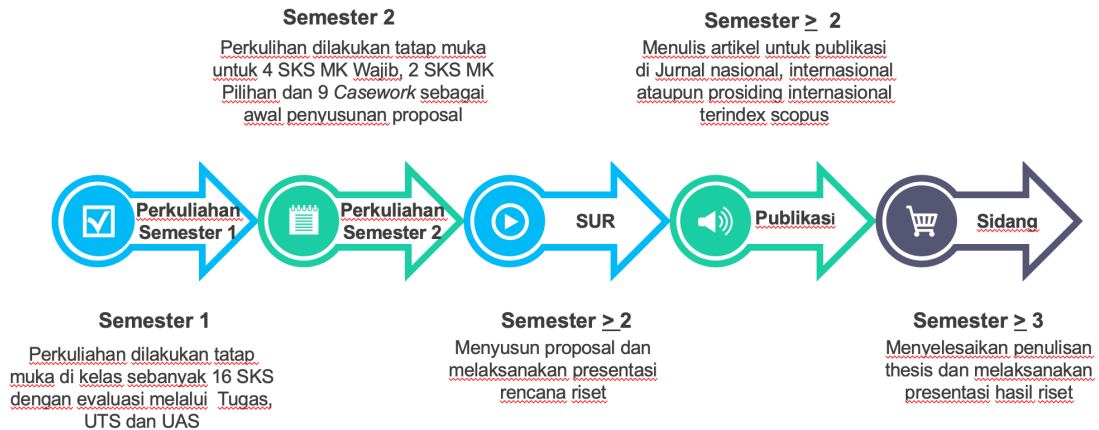 Semester 2
Perkulihan dilakukan tatap muka
untuk 4 SKS MK Wajib, 2 SKS MK
Pilihan dan 9 Casework sebagai
awal penyusunan proposal
Semester > 2
Menulis artikel untuk publikasi
di Jurnal nasional, internasional
ataupun prosiding internasional
terindex scopus
Perkuliahan
Semester 1
Perkuliahan
Semester 2
SUR
Publikasi
Sidang
Semester 1
Perkuliahan dilakukan tatap
muka di kelas sebanyak 16 SKS
dengan evaluasi melalui Tugas,
UTS dan UAS
Semester > 2
Menyusun proposal dan
melaksanakan presentasi
rencana riset
Semester > 3
Menyelesaikan penulisan
thesis dan melaksanakan
presentasi hasil riset